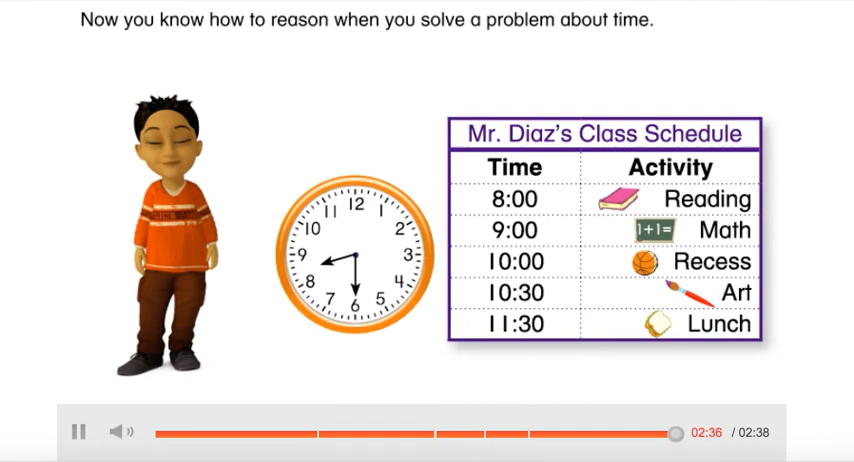 Now you know how to reason when you solve a problem about time.
Mr. Diaz's Class Schedule
Time Activity
8:00 Reading
9:00 1+1= Math
10:00 Recess
10:30 Art
11:30 Lunch
12
1
2
3
4
5
6
7
8
9
10
11
02:36 / 02:38